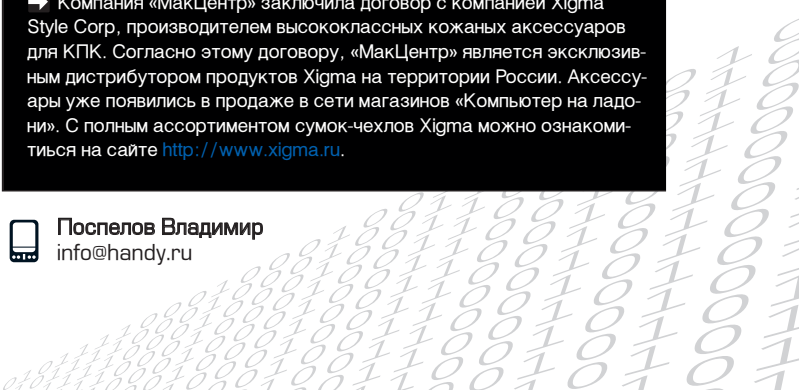 Компания «МакЦентр» заключила договор с компанией Xigma
Style Corp, производителем высококлассных кожаных аксессуаров
для КПК. Согласно этому договору, «МакЦентр» является эксклюзив-
ным дистрибутором продуктов Xigma на территории России. Аксессу-
ары уже появились в продаже в сети магазинов «Компьютер на ладо-
ни». С полным ассортиментом сумок-чехлов Xigma можно ознакоми-
тиься на сайте http://www.xigma.ru.
Поспелов Владимир
info@handy.ru